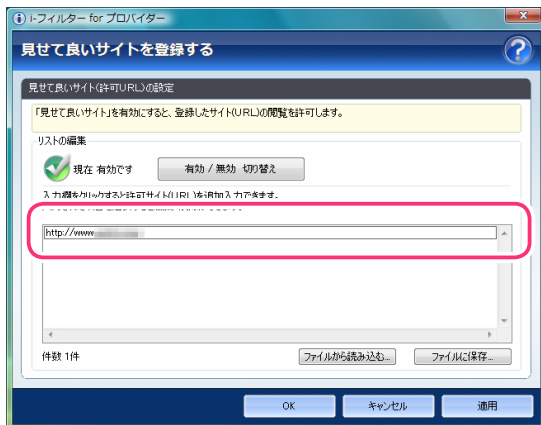 i-フィルター for プロバイダー
見せて良いサイトを登録する
見せて良いサイト(許可URL)の設定
「見せて良いサイト」を有効にすると、登録したサイト(URL)の閲覧を許可します。
リストの編集
現在 有効です
有効 / 無効 切り替え
入力欄をクリックすると許可サイト(URL)を追加入力できます。
http://www
件数 1件
ファイルから読み込む...
ファイルに保存...
OK
キャンセル
適用